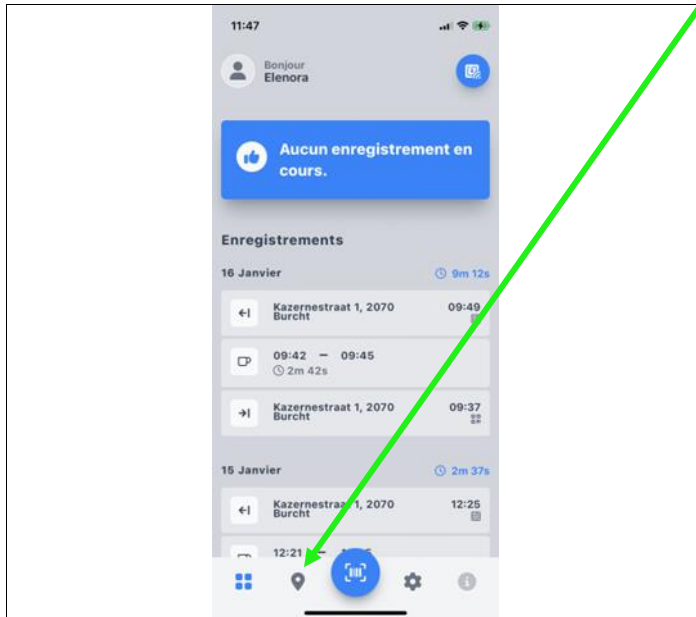 11:47
Bonjour
Elenora
Aucun enregistrement en
cours.
Enregistrements
16 Janvier 9m 12s
Kazernestraat 1, 2070 09:49
Burcht
09:42 — 09:45
2m 42s
Kazernestraat 1, 2070 09:37
Burcht
15 Janvier 2m 37s
Kazernestraat 1, 2070 12:25
Burcht
12:21 —